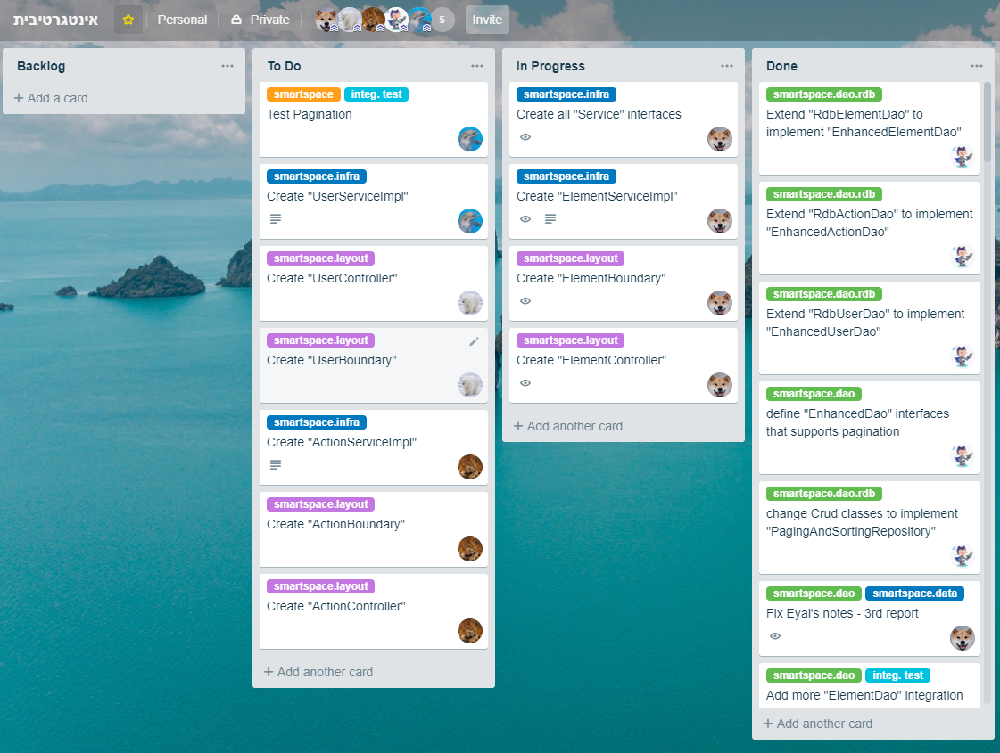 אינטגרטיבית Personal Private 5 Invite
Backlog
+ Add a card
To Do
smartspace integ. test
Test Pagination
smartspace.infra
Create "UserServiceImpl"
smartspace.layout
Create "UserController"
smartspace.layout
Create "UserBoundary"
smartspace.infra
Create "ActionServiceImpl"
smartspace.layout
Create "ActionBoundary"
smartspace.layout
Create "ActionController"
+ Add another card
In Progress
smartspace.infra
Create all "Service" interfaces
smartspace.infra
Create "ElementServiceImpl"
smartspace.layout
Create "ElementBoundary"
smartspace.layout
Create "ElementController"
+ Add another card
Done
smartspace.dao.rdb
Extend "RdbElementDao" to
implement "EnhancedElementDao"
smartspace.dao.rdb
Extend "RdbActionDao" to implement
"EnhancedActionDao"
smartspace.dao.rdb
Extend "RdbUserDao" to implement
"EnhancedUserDao"
smartspace.dao
define "EnhancedDao" interfaces
that supports pagination
smartspace.dao.rdb
change Crud classes to implement
"PagingAndSortingRepository"
smartspace.dao smartspace.data
Fix Eyal's notes - 3rd report
smartspace.dao integ. test
Add more "ElementDao" integration
+ Add another card